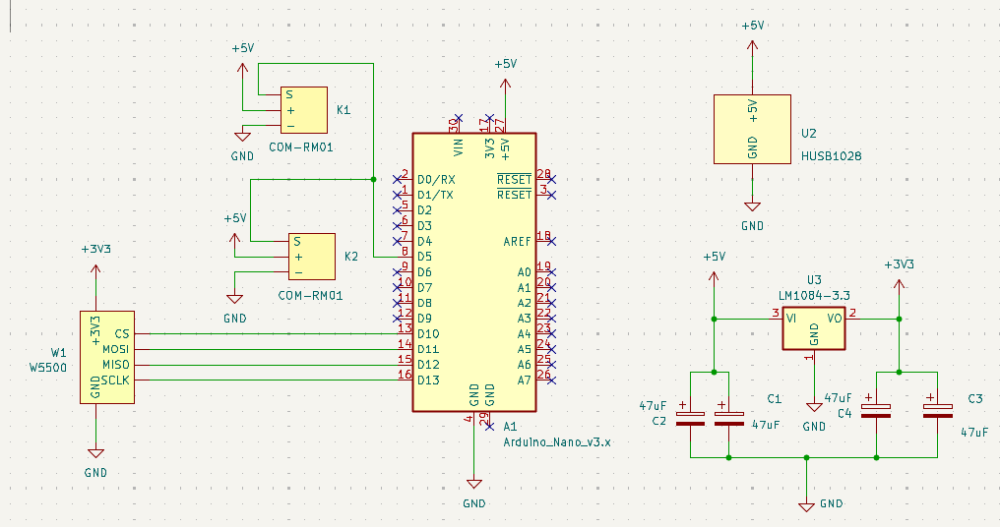 +5V
S
+
−
K1
COM-RM01
GND
+5V
S
+
−
K2
COM-RM01
GND
+3V3
+3V3
CS
MOSI
MISO
SCLK
GND
W1
W5500
GND
+5V
30
17
27
VIN
3V3
+5V
2 D0/RX
1 D1/TX
5 D2
6 D3
7 D4
8 D5
9 D6
10 D7
11 D8
12 D9
13 D10
14 D11
15 D12
16 D13
RESET 28
RESET 3
AREF 18
A0 19
A1 20
A2 21
A3 22
A4 23
A5 24
A6 25
A7 26
GND
GND
4
29
A1
Arduino_Nano_v3.x
GND
+5V
+5V
GND
U2
HUSB1028
GND
+5V
U3
LM1084-3.3
+3V3
3
VI
VO
2
GND
1
GND
47uF
C2
+
+
C1
47uF
47uF
C4
+
+
C3
47uF
GND